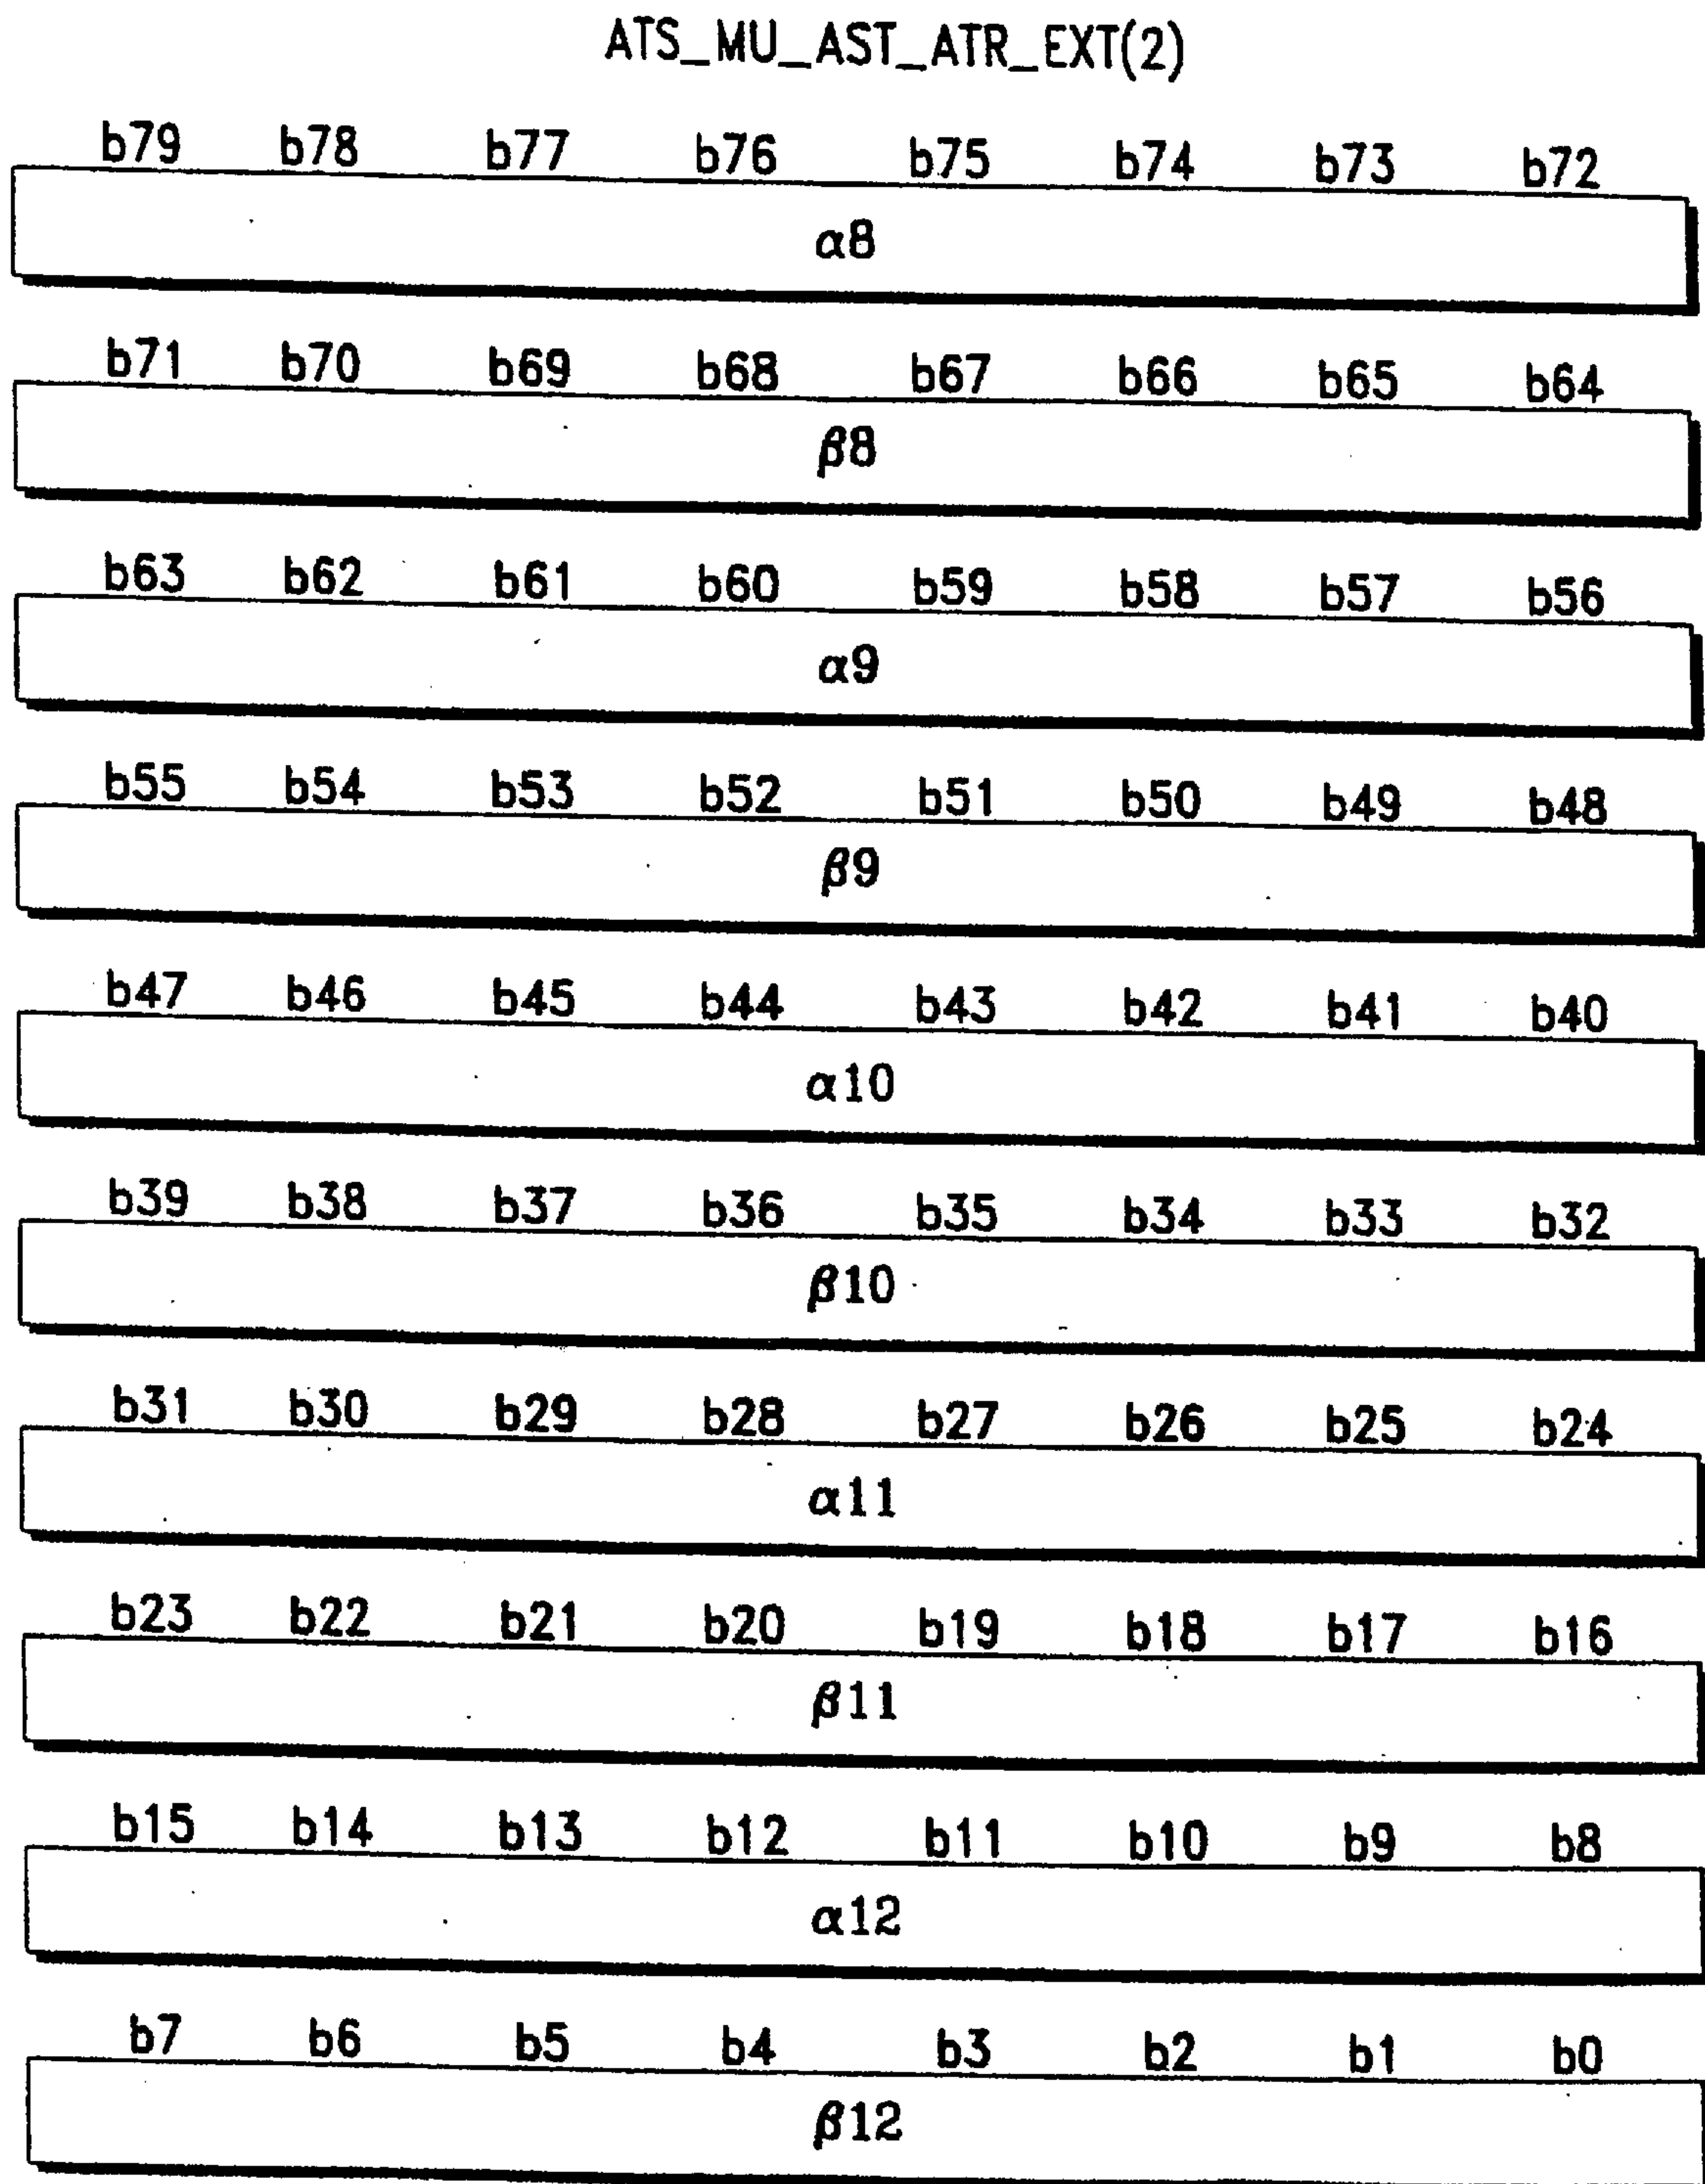 ATS_MU_AST_ATR_EXT(2)
b79 b78 b77 b76 b75 b74 b73 b72
α8
b71 b70 b69 b68 b67 b66 b65 b64
β8
b63 b62 b61 b60 b59 b58 b57 b56
α9
b55 b54 b53 b52 b51 b50 b49 b48
β9
b47 b46 b45 b44 b43 b42 b41 b40
α10
b39 b38 b37 b36 b35 b34 b33 b32
β10
b31 b30 b29 b28 b27 b26 b25 b24
α11
b23 b22 b21 b20 b19 b18 b17 b16
β11
b15 b14 b13 b12 b11 b10 b9 b8
α12
b7 b6 b5 b4 b3 b2 b1 b0
β12